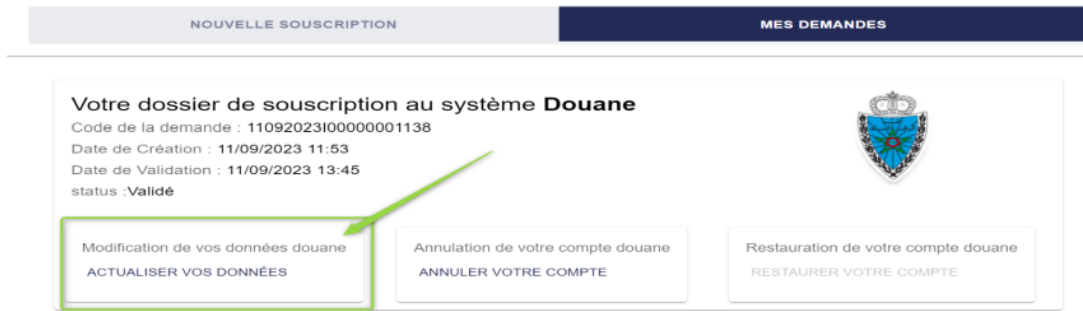 NOUVELLE SOUSCRIPTION
MES DEMANDES
Votre dossier de souscription au système Douane
Code de la demande : 11092023I00000001138
Date de Création : 11/09/2023 11:53
Date de Validation : 11/09/2023 13:45
status :Validé
Modification de vos données douane
ACTUALISER VOS DONNÉES
Annulation de votre compte douane
ANNULER VOTRE COMPTE
Restauration de votre compte douane
RESTAURER VOTRE COMPTE